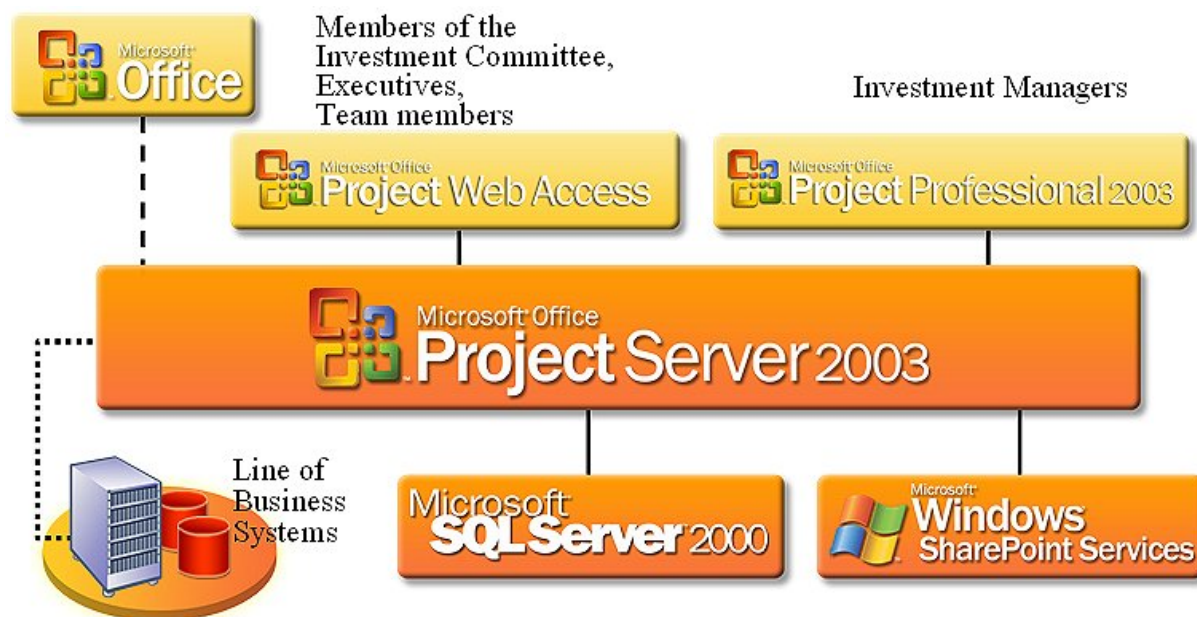 Microsoft
Office
Members of the
Investment Committee,
Executives,
Team members
Investment Managers
Microsoft Office
Project Web Access
Microsoft Office
Project Professional 2003
Microsoft Office
Project Server 2003
Line of
Business
Systems
Microsoft
SQL Server 2000
Microsoft
Windows
SharePoint Services